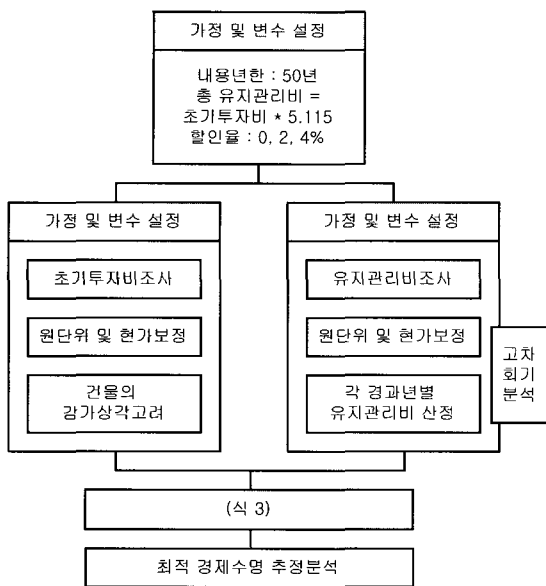 가정 및 변수 설정
내용년한 : 50년
총 유지관리비 =
초기투자비 * 5.115
할인율 : 0, 2, 4%
가정 및 변수 설정
초기투자비조사
원단위 및 현가보정
건물의
감가상각고려
가정 및 변수 설정
유지관리비조사
원단위 및 현가보정
각 경과년별
유지관리비 산정
고차
회기
분석
(식 3)
최적 경제수명 추정분석